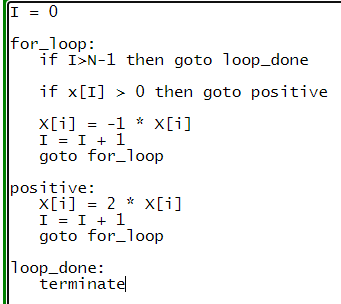 I = 0
for_loop:
if I>N-1 then goto loop_done
if x[I] > 0 then goto positive
X[i] = -1 * X[i]
I = I + 1
goto for_loop
positive:
X[i] = 2 * X[i]
I = I + 1
goto for_loop
loop_done:
terminate